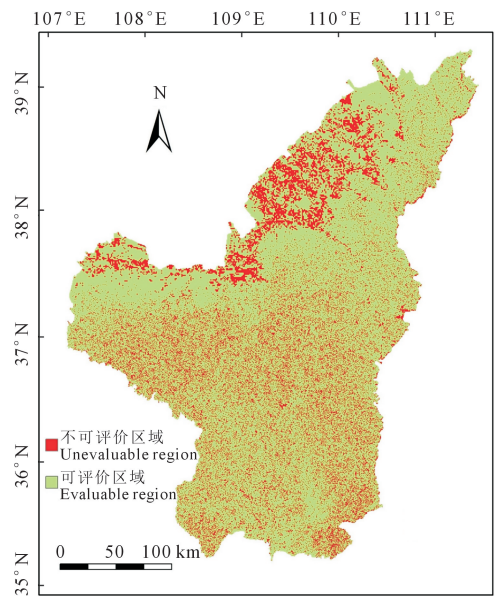 107°E 108°E 109°E 110°E 111°E
N
39°N
38°N
37°N
36°N
35°N
不可评价区域
Unevaluable region
可评价区域
Evaluable region
0 50 100 km